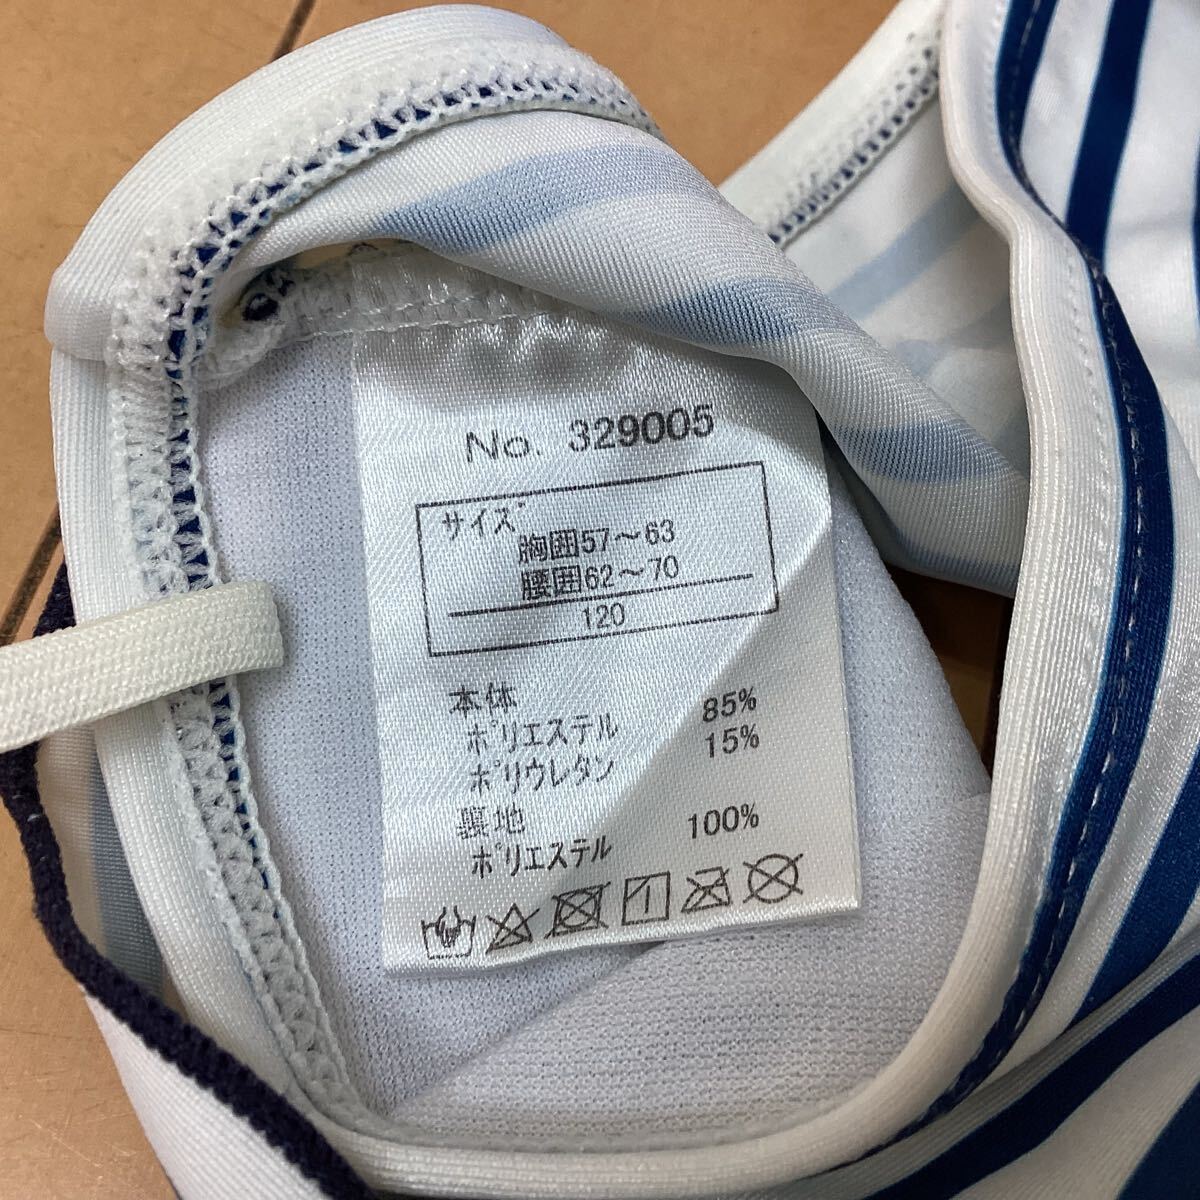 No. 329005
サイズ
胸囲57～63
腰囲62～70
120
本体
ポリエステル 85%
ポリウレタン 15%
裏地
ポリエステル 100%